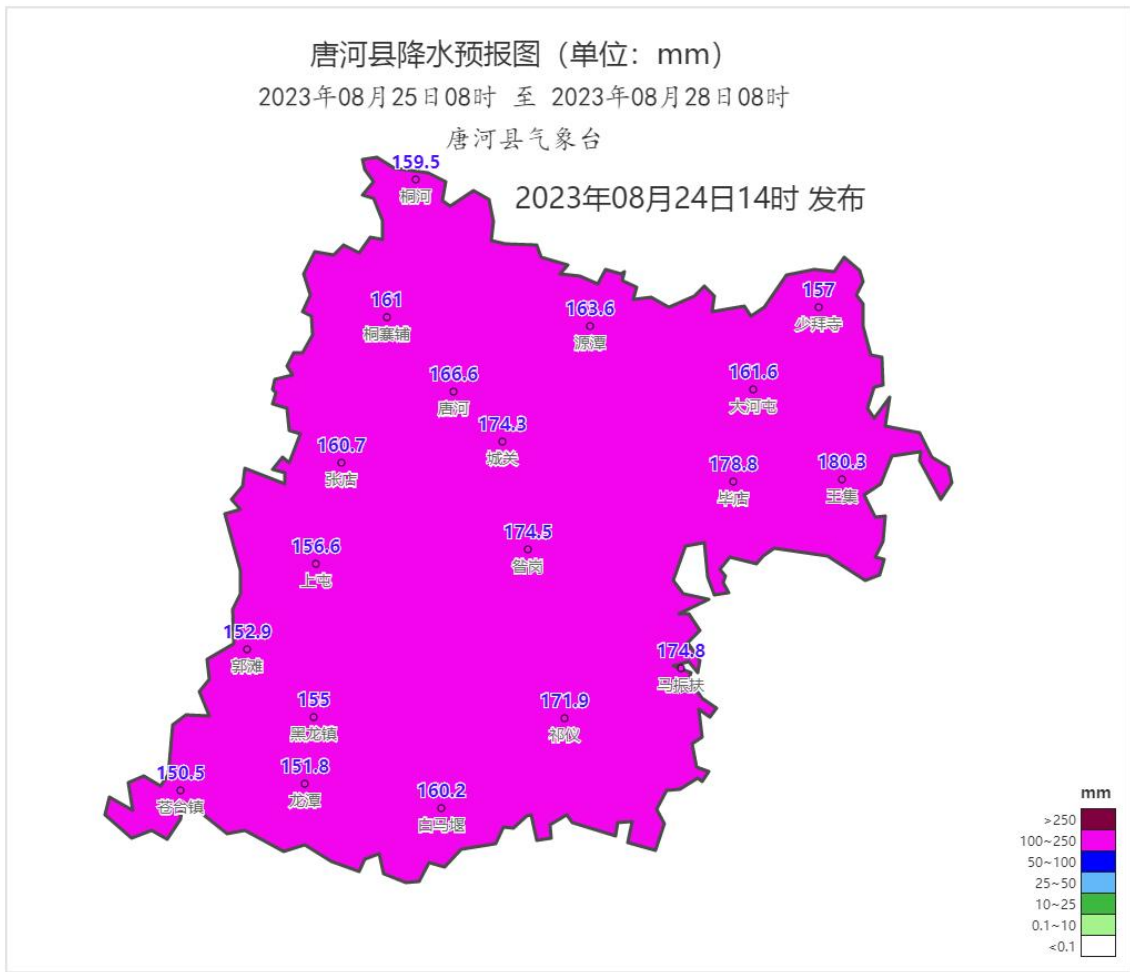 唐河县降水预报图（单位：mm）
2023年08月25日08时 至 2023年08月28日08时
唐河县气象台
159.5
桐河
2023年08月24日14时 发布
161
桐寨铺
163.6
源潭
157
少拜寺
166.6
唐河
161.6
大河屯
174.3
城关
160.7
张店
178.8
毕店
180.3
王集
156.6
上屯
174.5
昝岗
152.9
郭滩
174.8
马振扶
155
黑龙镇
171.9
祁仪
150.5
苍台镇
151.8
龙潭
160.2
白马堰
mm
>250
100~250
50~100
25~50
10~25
0.1~10
<0.1